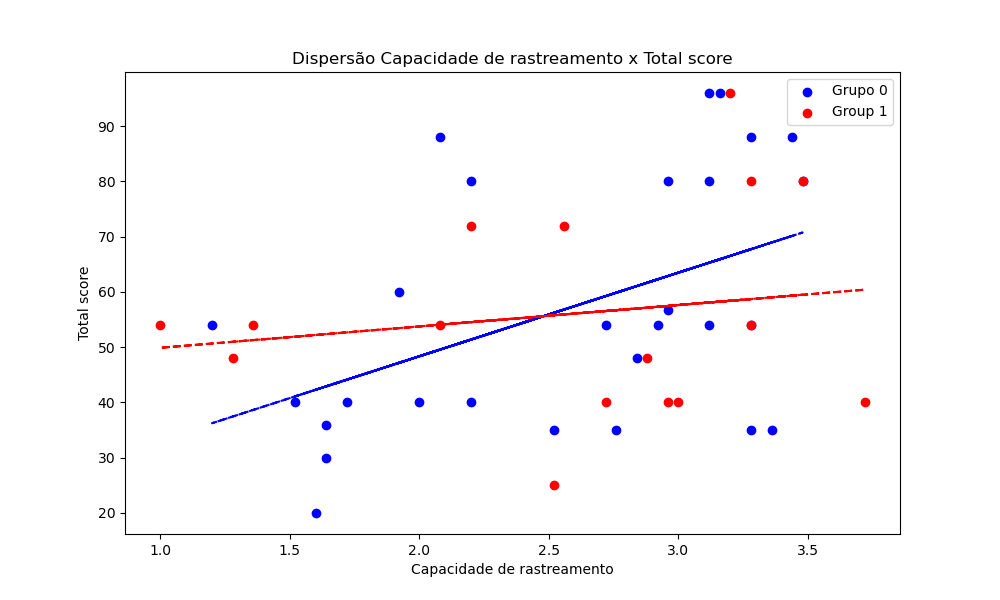 Dispersão Capacidade de rastreamento x Total score
Grupo 0
Group 1
Total score
90
80
70
60
50
40
30
20
1.0 1.5 2.0 2.5 3.0 3.5
Capacidade de rastreamento